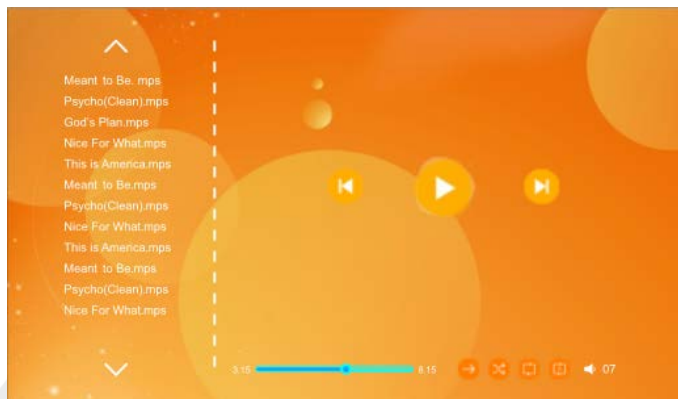 Meant to Be. mps
Psycho(Clean).mps
God's Plan.mps
Nice For What.mps
This is America.mps
Meant to Be.mps
Psycho(Clean).mps
Nice For What.mps
This is America.mps
Meant to Be.mps
Psycho(Clean).mps
Nice For What.mps
3.15 8.15 07